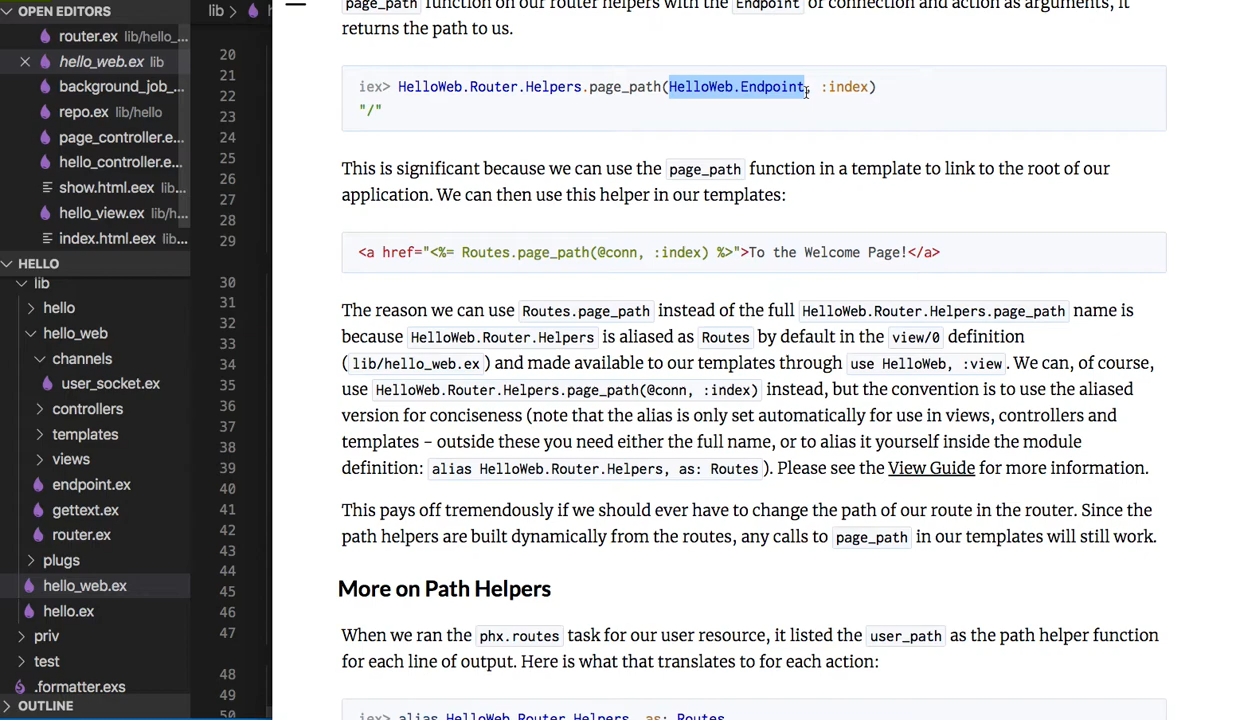 OPEN EDITORS
router.ex lib/hello_...
hello_web.ex lib
background_job_...
repo.ex lib/hello
page_controller.e...
hello_controller.e...
show.html.eex lib...
hello_view.ex lib/h...
index.html.eex lib...
HELLO
lib
hello
hello_web
channels
user_socket.ex
controllers
templates
views
endpoint.ex
gettext.ex
router.ex
plugs
hello_web.ex
hello.ex
priv
test
.formatter.exs
OUTLINE
lib
20
21
22
23
24
25
26
27
28
29
30
31
32
33
34
35
36
37
38
39
40
41
42
43
44
45
46
47
48
49
50
page_path function on our router helpers with the Endpoint or connection and action as arguments, it
returns the path to us.
iex> HelloWeb.Router.Helpers.page_path(HelloWeb.Endpoint, :index)
"/"
This is significant because we can use the page_path function in a template to link to the root of our
application. We can then use this helper in our templates:
<a href="<%= Routes.page_path(@conn, :index) %>">To the Welcome Page!</a>
The reason we can use Routes.page_path instead of the full HelloWeb.Router.Helpers.page_path name is
because HelloWeb.Router.Helpers is aliased as Routes by default in the view/0 definition
(lib/hello_web.ex) and made available to our templates through use HelloWeb, :view. We can, of course,
use HelloWeb.Router.Helpers.page_path(@conn, :index) instead, but the convention is to use the aliased
version for conciseness (note that the alias is only set automatically for use in views, controllers and
templates - outside these you need either the full name, or to alias it yourself inside the module
definition: alias HelloWeb.Router.Helpers, as: Routes). Please see the View Guide for more information.
This pays off tremendously if we should ever have to change the path of our route in the router. Since the
path helpers are built dynamically from the routes, any calls to page_path in our templates will still work.
More on Path Helpers
When we ran the phx.routes task for our user resource, it listed the user_path as the path helper function
for each line of output. Here is what that translates to for each action:
iex> alias HelloWeb.Router.Helpers, as: Routes